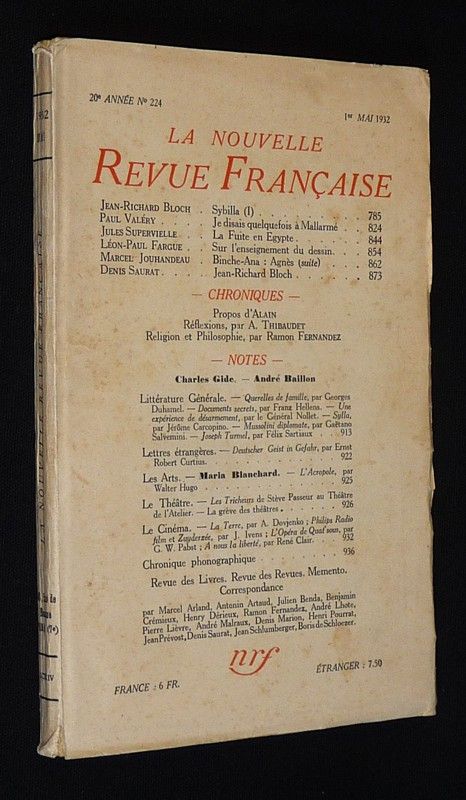 20e ANNÉE No 224
1er MAI 1932
LA NOUVELLE
REVUE FRANÇAISE
JEAN-RICHARD BLOCH . Sybilla (I) . . . . . . . . 785
PAUL VALÉRY . . . . Je disais quelquefois à Mallarmé . . 824
JULES SUPERVIELLE . . La Fuite en Egypte . . . . . . 844
LÉON-PAUL FARGUE . . Sur l'enseignement du dessin. . . 854
MARCEL JOUHANDEAU . Binche-Ana : Agnès (suite) . . . 862
DENIS SAURAT . . . . . Jean-Richard Bloch . . . . . . 873
— CHRONIQUES —
Propos d'ALAIN
Réflexions, par A. THIBAUDET
Religion et Philosophie, par Ramon FERNANDEZ
— NOTES —
Charles Gide. — André Baillon
Littérature Générale. — Querelles de famille, par Georges
Duhamel. — Documents secrets, par Franz Hellens. — Une
expérience de désarmement, par le Général Nollet. — Sylla,
par Jérôme Carcopino. — Mussolini diplomate, par Gaëtano
Salvemini. — Joseph Turmel, par Félix Sartiaux . . 913
Lettres étrangères. — Deutscher Geist in Gefahr, par Ernst
Robert Curtius. . . . . . . . . . . . . 922
Les Arts. — Maria Blanchard. — L'Acropole, par
Walter Hugo . . . . . . . . . . . . . 925
Le Théâtre. — Les Tricheurs de Stève Passeur au Théâtre
de l'Atelier. — La grève des théâtres . . . . . . 926
Le Cinéma. — La Terre, par A. Dovjenko ; Philips Radio
film et Zuyderzée, par J. Ivens ; L'Opéra de Quat'sous, par
G. W. Pabst ; A nous la liberté, par René Clair. . . 932
Chronique phonographique . . . . . . . . 936
Revue des Livres. Revue des Revues. Memento.
Correspondance
par Marcel Arland, Antonin Artaud, Julien Benda, Benjamin
Crémieux, Henry Dérieux, Ramon Fernandez, André Lhote,
Pierre Lièvre, André Malraux, Denis Marion, Henri Pourrat,
Jean Prévost, Denis Saurat, Jean Schlumberger, Boris de Schloezer.
nrf
FRANCE : 6 FR.
ÉTRANGER : 7.50